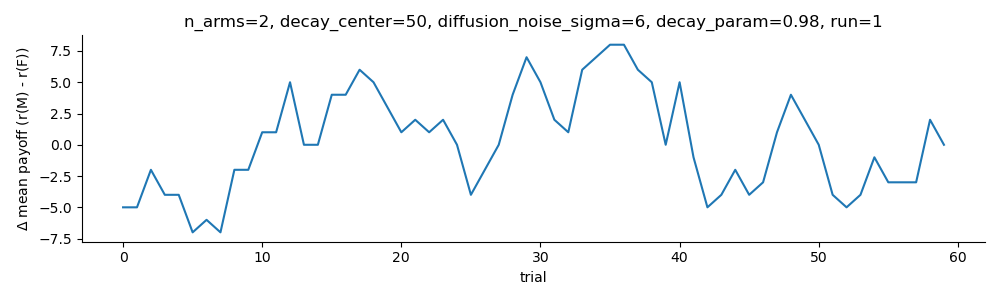 n_arms=2, decay_center=50, diffusion_noise_sigma=6, decay_param=0.98, run=1
Δ mean payoff (r(M) - r(F))
7.5
5.0
2.5
0.0
−2.5
−5.0
−7.5
0 10 20 30 40 50 60
trial